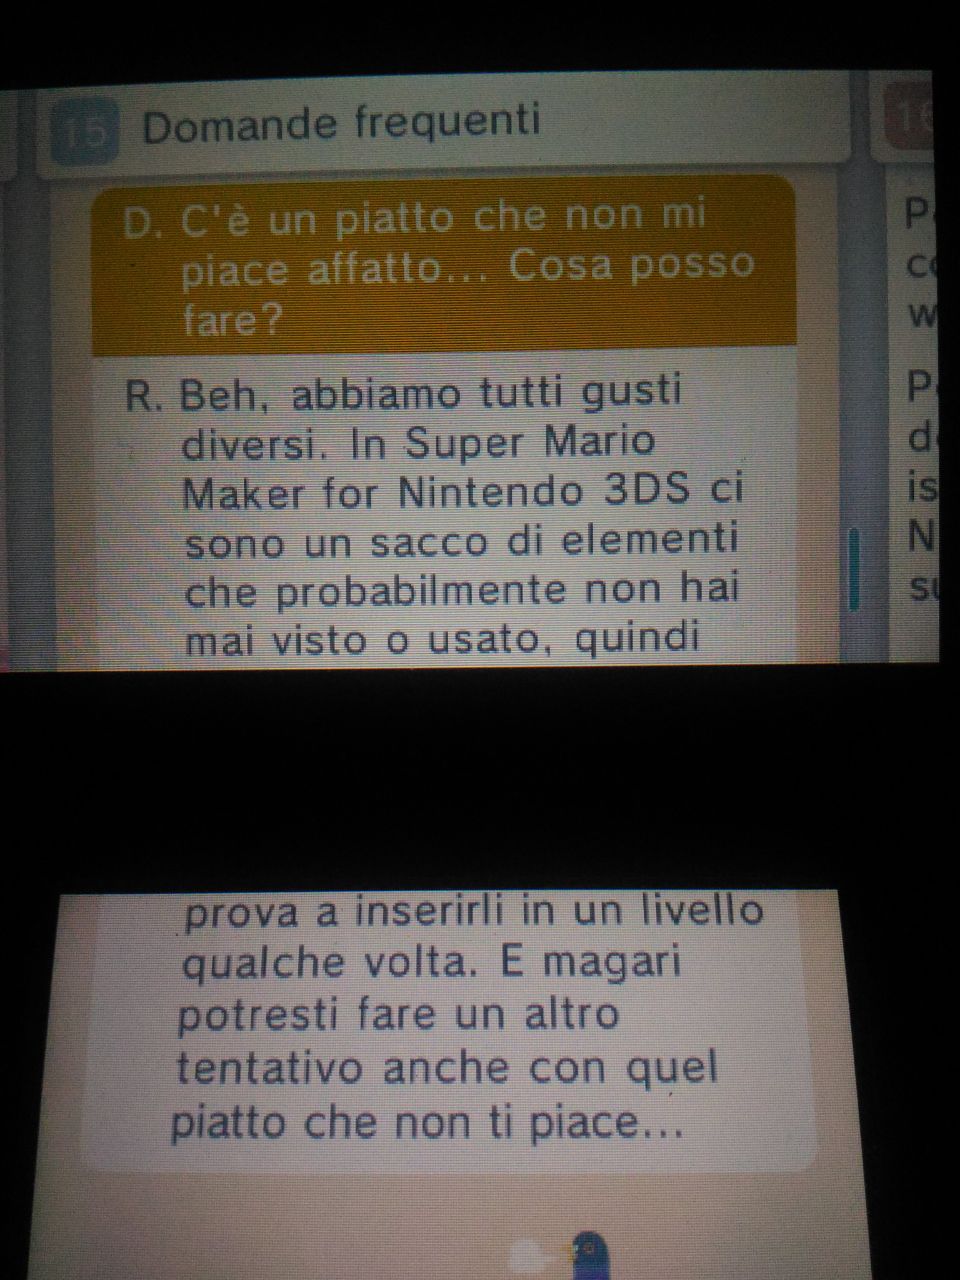 15 Domande frequenti
D. C'è un piatto che non mi
piace affatto... Cosa posso
fare?
R. Beh, abbiamo tutti gusti
diversi. In Super Mario
Maker for Nintendo 3DS ci
sono un sacco di elementi
che probabilmente non hai
mai visto o usato, quindi
prova a inserirli in un livello
qualche volta. E magari
potresti fare un altro
tentativo anche con quel
piatto che non ti piace...